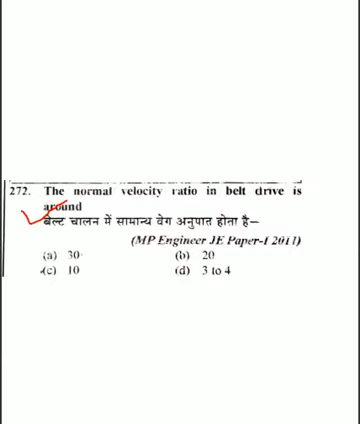 272. The normal velocity ratio in belt drive is
around
बेल्ट चालन में सामान्य वेग अनुपात होता है–
(MP Engineer JE Paper-I 2011)
(a) 30 (b) 20
(c) 10 (d) 3 to 4